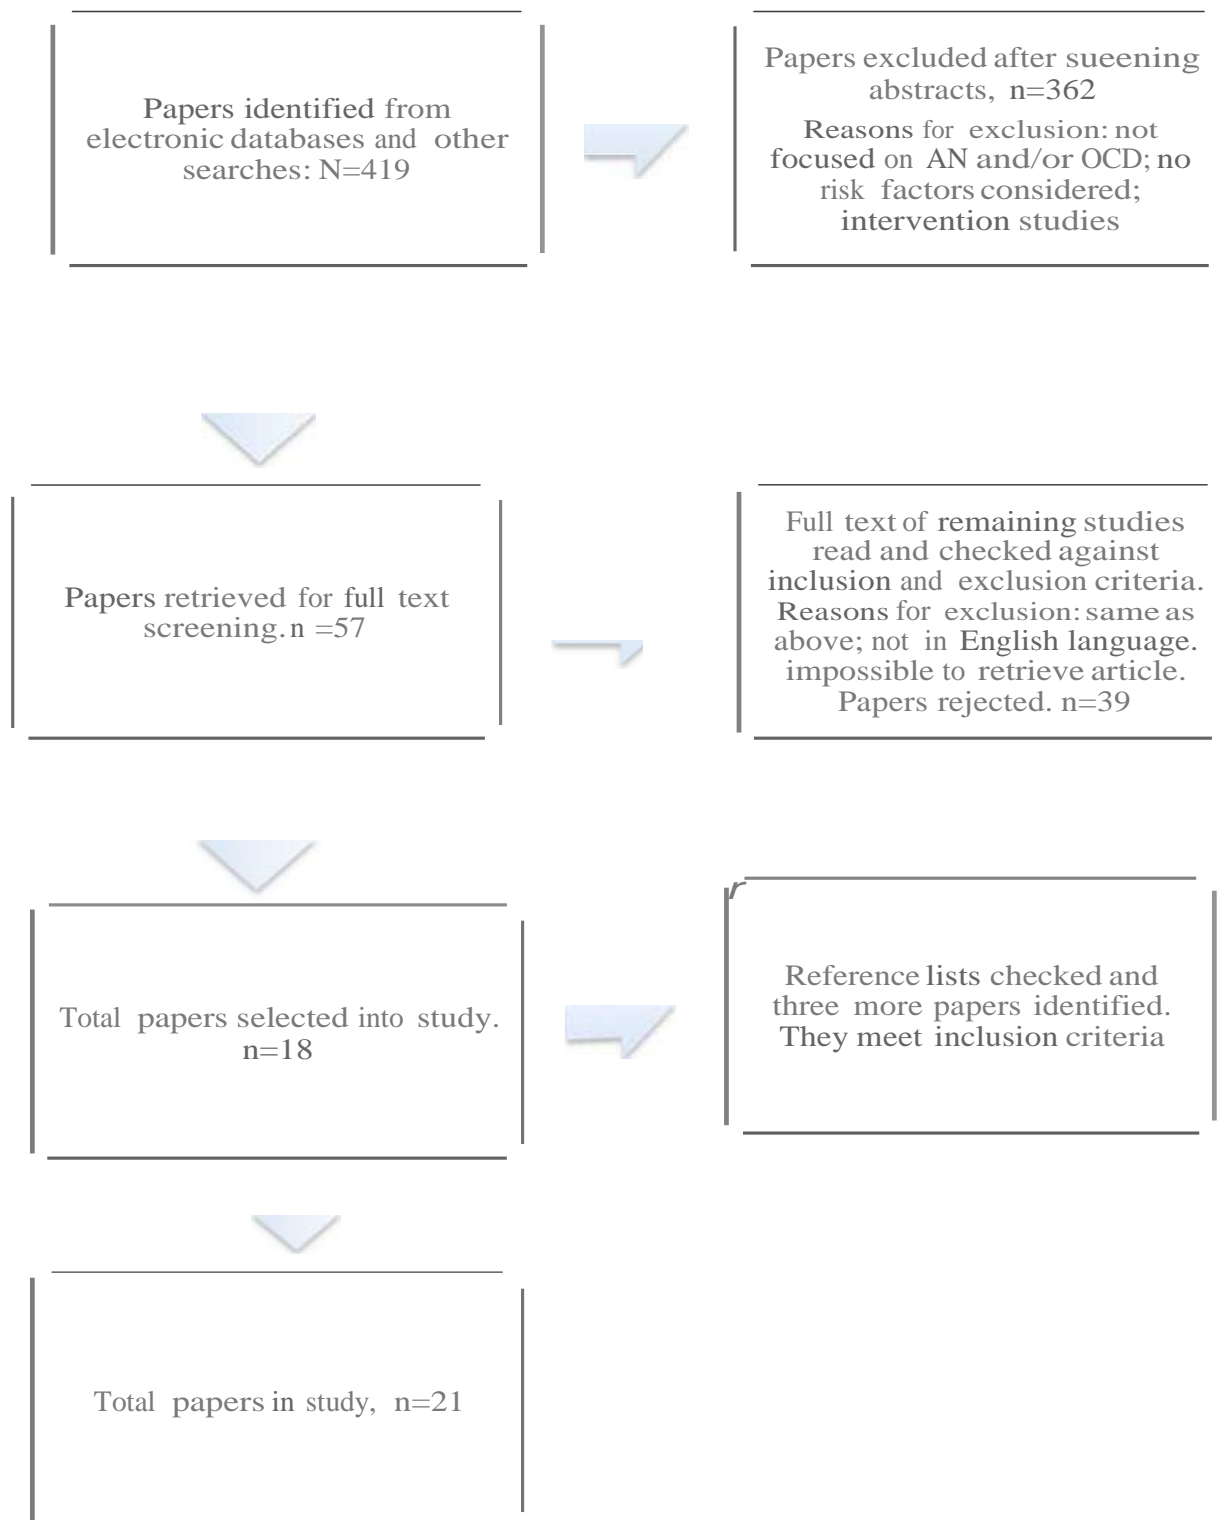 Papers identified from
electronic databases and other
searches: N=419
Papers excluded after sueening
abstracts, n=362
Reasons for exclusion: not
focused on AN and/or OCD; no
risk factors considered;
intervention studies
Papers retrieved for full text
screening. n =57
Full text of remaining studies
read and checked against
inclusion and exclusion criteria.
Reasons for exclusion: same as
above; not in English language.
impossible to retrieve article.
Papers rejected. n=39
Total papers selected into study.
n=18
r
Reference lists checked and
three more papers identified.
They meet inclusion criteria
Total papers in study, n=21